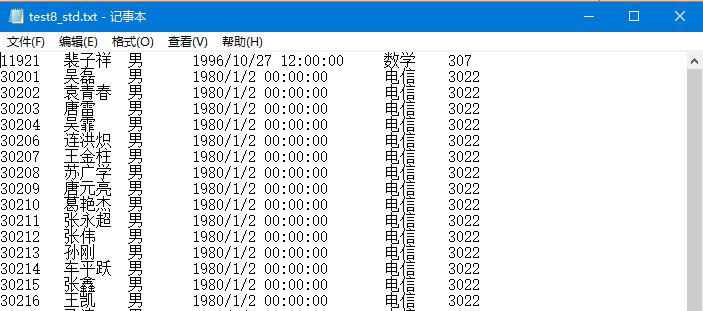 test8_std.txt - 记事本
文件(F) 编辑(E) 格式(O) 查看(V) 帮助(H)
11921 裴子祥 男 1996/10/27 12:00:00 数学 307
30201 吴磊 男 1980/1/2 00:00:00 电信 3022
30202 袁青春 男 1980/1/2 00:00:00 电信 3022
30203 唐雷 男 1980/1/2 00:00:00 电信 3022
30204 吴霏 男 1980/1/2 00:00:00 电信 3022
30206 连洪炽 男 1980/1/2 00:00:00 电信 3022
30207 王金柱 男 1980/1/2 00:00:00 电信 3022
30208 苏广学 男 1980/1/2 00:00:00 电信 3022
30209 唐元亮 男 1980/1/2 00:00:00 电信 3022
30210 葛艳杰 男 1980/1/2 00:00:00 电信 3022
30211 张永超 男 1980/1/2 00:00:00 电信 3022
30212 张伟 男 1980/1/2 00:00:00 电信 3022
30213 孙刚 男 1980/1/2 00:00:00 电信 3022
30214 车平跃 男 1980/1/2 00:00:00 电信 3022
30215 张鑫 男 1980/1/2 00:00:00 电信 3022
30216 王凯 男 1980/1/2 00:00:00 电信 3022